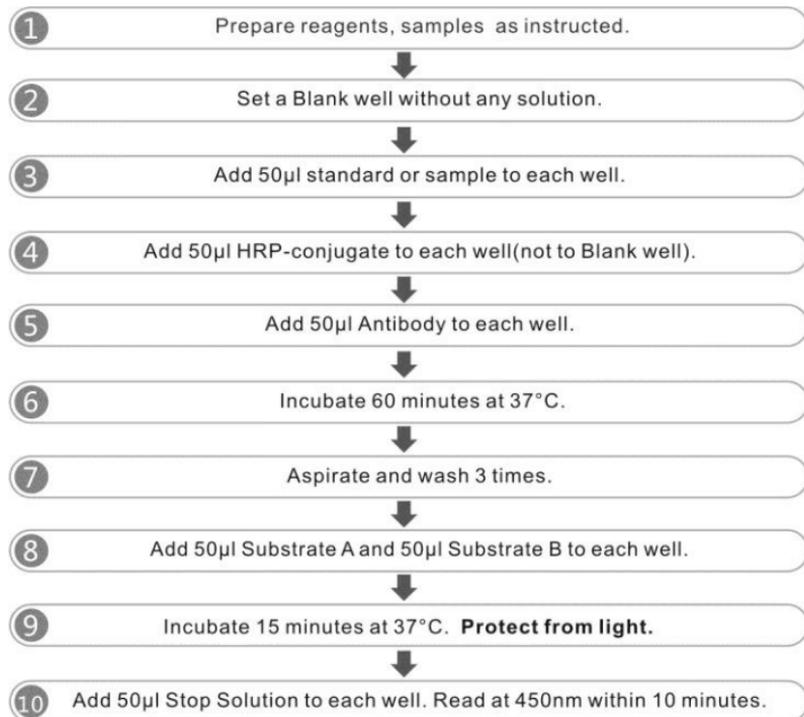 1 Prepare reagents, samples as instructed.
2 Set a Blank well without any solution.
3 Add 50μl standard or sample to each well.
4 Add 50μl HRP-conjugate to each well(not to Blank well).
5 Add 50μl Antibody to each well.
6 Incubate 60 minutes at 37°C.
7 Aspirate and wash 3 times.
8 Add 50μl Substrate A and 50μl Substrate B to each well.
9 Incubate 15 minutes at 37°C. Protect from light.
10 Add 50μl Stop Solution to each well. Read at 450nm within 10 minutes.